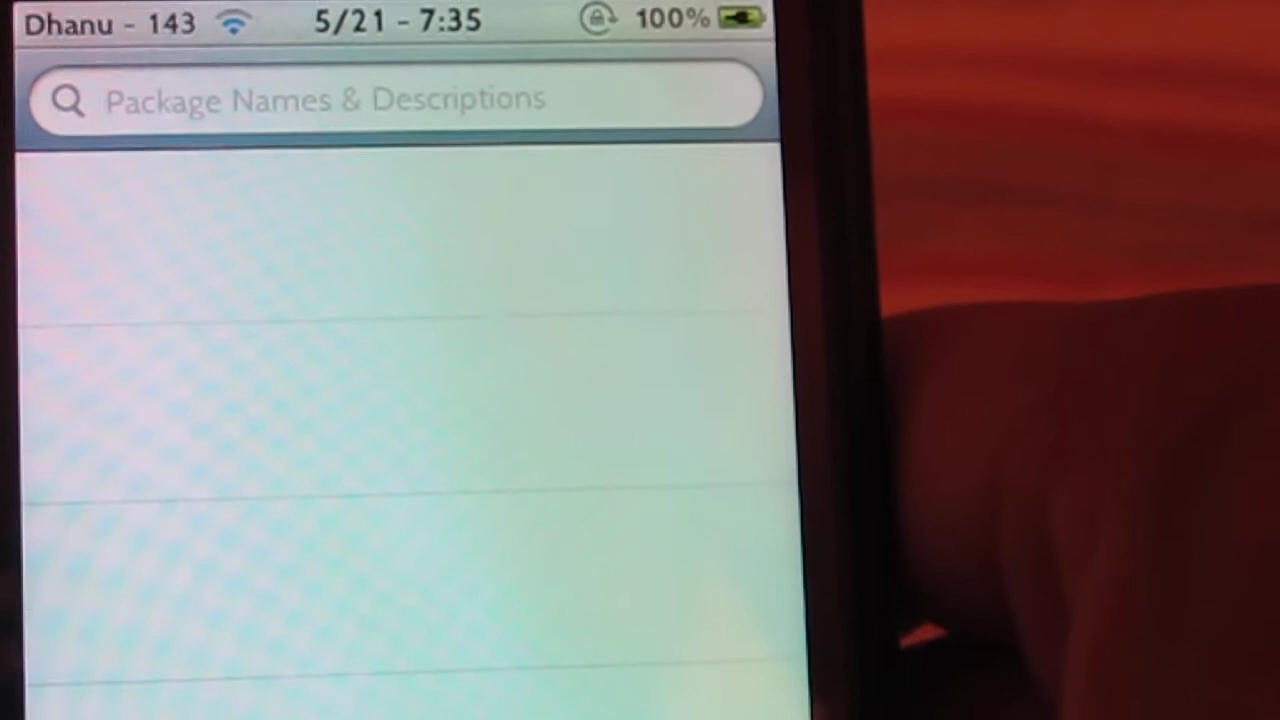 Dhanu - 143 5/21 - 7:35 100%
Package Names & Descriptions